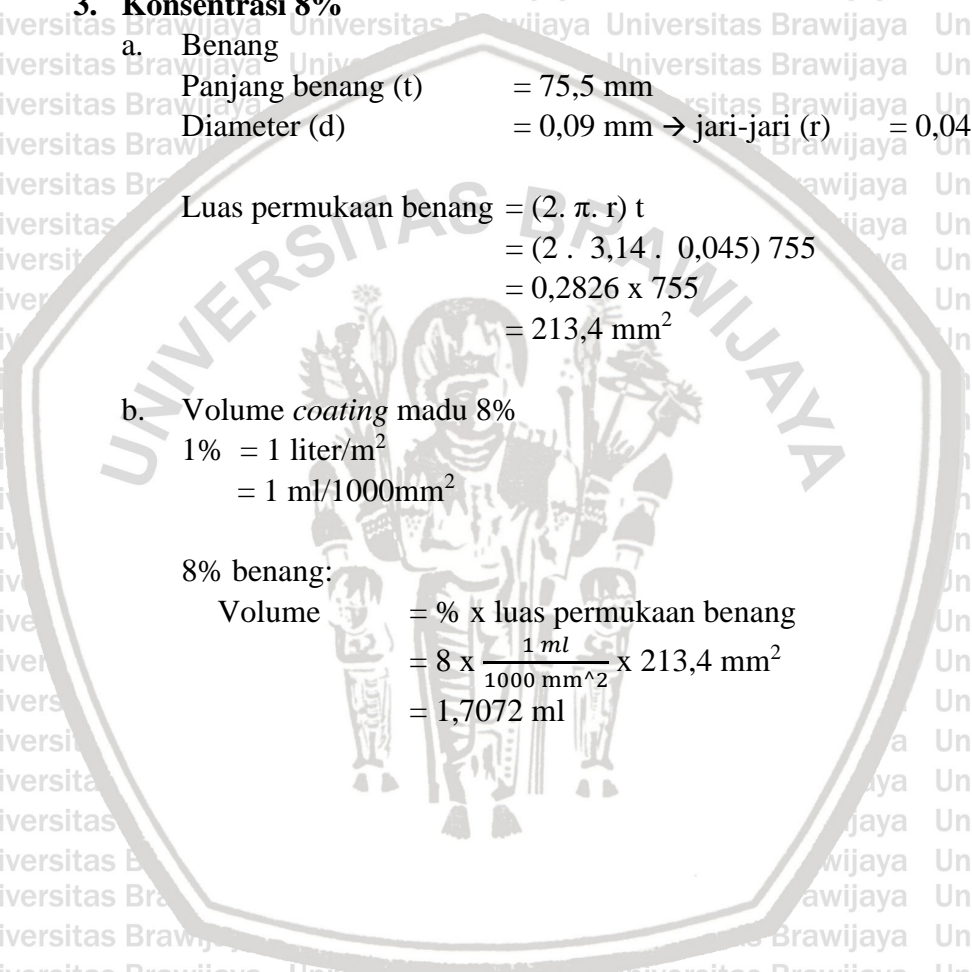 3. Konsentrasi 8%
a. Benang
Panjang benang (t) = 75,5 mm
Diameter (d) = 0,09 mm → jari-jari (r) = 0,04
Luas permukaan benang = (2. π. r) t
= (2 . 3,14 . 0,045) 755
= 0,2826 x 755
= 213,4 mm²
b. Volume coating madu 8%
1% = 1 liter/m²
= 1 ml/1000mm²
8% benang:
Volume = % x luas permukaan benang
= 8 x 1 ml / 1000 mm^2 x 213,4 mm²
= 1,7072 ml
UNIVERSITAS BRAWIJAYA